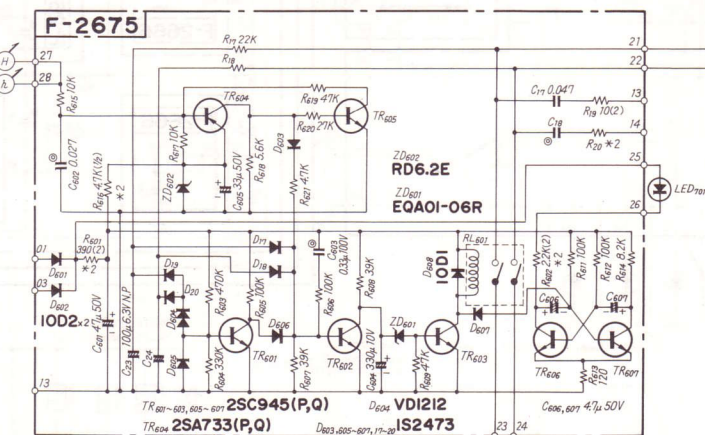 F-2675
R17 22K
R18
21
22
H
27
h
28
R615 10K
R619 47K
TR604
R620 27K
TR605
C17 0.047
R19 10(2)
13
C18
R20 *2
14
C602 0.027
R616 47K(½)
*2
R617 10K
ZD602
C605 33μ 50V
R618 5.6K
D603
R621 4.7K
ZD602
RD6.2E
ZD601
EQA01-06R
25
26
LED701
01
03
D601
D602
10D2×2
R601
390(2)
*2
C601 47μ 50V
C23 100μ 6.3V N.P
C24
D19
D20
D604
D605
R603 470K
R604 330K
R605 100K
TR601
D17
D18
D606
R607 39K
C603
0.33μ 100V
R606 100K
TR602
R608 39K
C604 330μ 10V
ZD601
R609 47K
TR603
D608
10D1
RL601
D607
R602 2.2K(2)
*2
R611 100K
R612 100K
R614 8.2K
C606
C607
TR606
TR607
R613
120
13
TR601~603,605~607 2SC945(P,Q)
TR604 2SA733(P,Q)
D604 VD1212
D603,605~607,17~20 1S2473
C606,607 4.7μ 50V
23
24